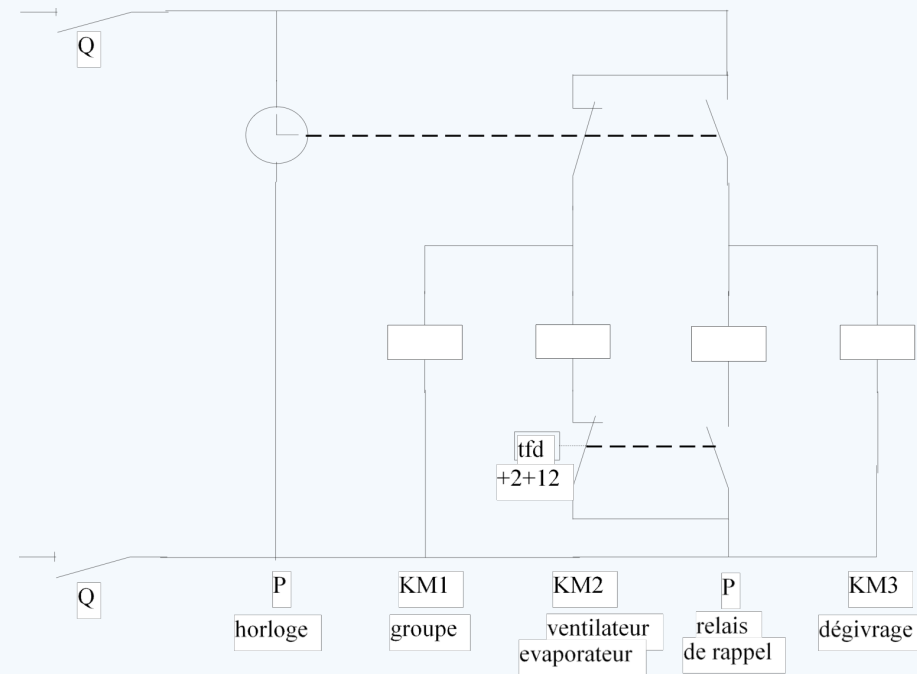 Q
tfd
+2+12
Q
P
KM1
KM2
P
KM3
horloge
groupe
ventilateur
evaporateur
relais
de rappel
dégivrage